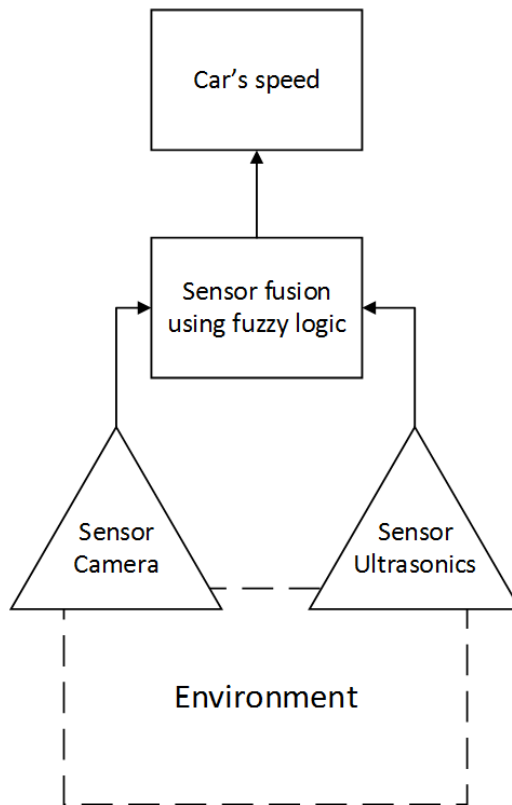 Car's speed
Sensor fusion
using fuzzy logic
Sensor
Camera
Sensor
Ultrasonics
Environment